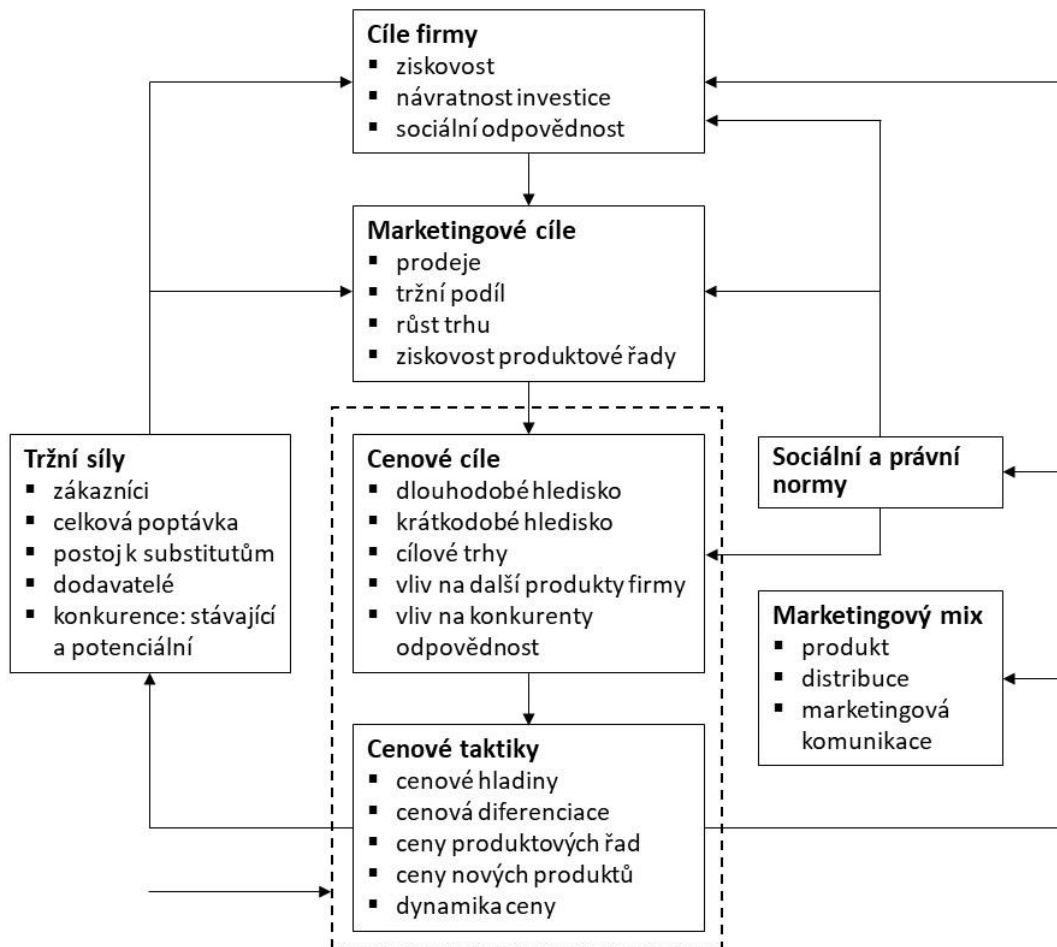 Cíle firmy
▪ ziskovost
▪ návratnost investice
▪ sociální odpovědnost
Marketingové cíle
▪ prodeje
▪ tržní podíl
▪ růst trhu
▪ ziskovost produktové řady
Tržní síly
▪ zákazníci
▪ celková poptávka
▪ postoj k substitutům
▪ dodavatelé
▪ konkurence: stávající
a potenciální
Cenové cíle
▪ dlouhodobé hledisko
▪ krátkodobé hledisko
▪ cílové trhy
▪ vliv na další produkty firmy
▪ vliv na konkurenty
odpovědnost
Sociální a právní
normy
Marketingový mix
▪ produkt
▪ distribuce
▪ marketingová
komunikace
Cenové taktiky
▪ cenové hladiny
▪ cenová diferenciace
▪ ceny produktových řad
▪ ceny nových produktů
▪ dynamika ceny